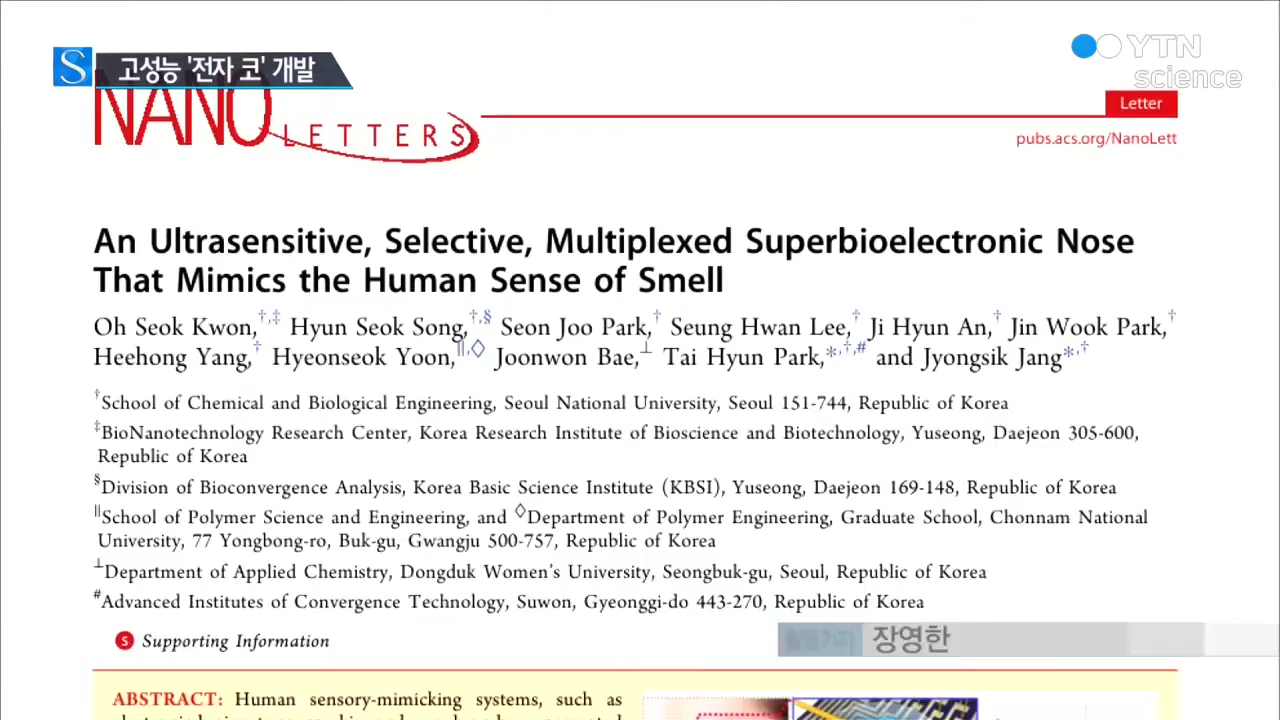 S 고성능 '전자 코' 개발
YTN
science
NANO LETTERS
Letter
pubs.acs.org/NanoLett
An Ultrasensitive, Selective, Multiplexed Superbioelectronic Nose
That Mimics the Human Sense of Smell
Oh Seok Kwon,†,‡ Hyun Seok Song,†,§ Seon Joo Park,† Seung Hwan Lee,† Ji Hyun An,† Jin Wook Park,†
Heehong Yang,† Hyeonseok Yoon,∥,◇ Joonwon Bae,⊥ Tai Hyun Park,*,†,# and Jyongsik Jang*,†
†School of Chemical and Biological Engineering, Seoul National University, Seoul 151-744, Republic of Korea
‡BioNanotechnology Research Center, Korea Research Institute of Bioscience and Biotechnology, Yuseong, Daejeon 305-600,
Republic of Korea
§Division of Bioconvergence Analysis, Korea Basic Science Institute (KBSI), Yuseong, Daejeon 169-148, Republic of Korea
∥School of Polymer Science and Engineering, and ◇Department of Polymer Engineering, Graduate School, Chonnam National
University, 77 Yongbong-ro, Buk-gu, Gwangju 500-757, Republic of Korea
⊥Department of Applied Chemistry, Dongduk Women's University, Seongbuk-gu, Seoul, Republic of Korea
#Advanced Institutes of Convergence Technology, Suwon, Gyeonggi-do 443-270, Republic of Korea
S Supporting Information
장영한
ABSTRACT: Human sensory-mimicking systems, such as